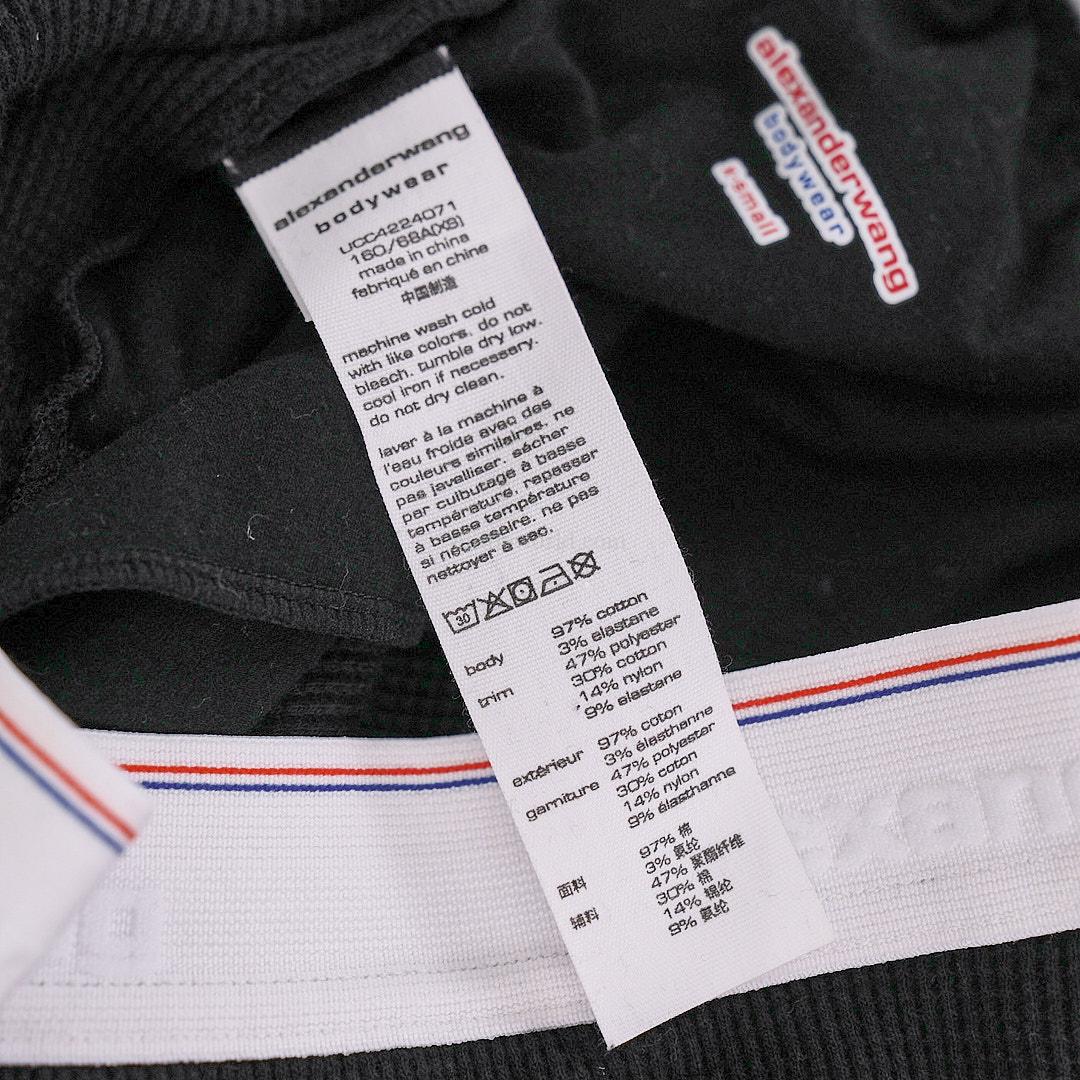 alexanderwang
bodywear
UCC4224071
160/68A(XS)
made in china
fabriqué en chine
中国制造
machine wash cold
with like colors. do not
bleach. tumble dry low.
cool iron if necessary.
do not dry clean.
laver à la machine à
l'eau froide avec des
couleurs similaires. ne
pas javelliser. sécher
par culbutage à basse
température. repasser
à basse température
si nécessaire. ne pas
nettoyer à sec.
30
97% cotton
body 3% elastane
47% polyester
trim 30% cotton
14% nylon
9% elastane
97% coton
extérieur 3% élasthanne
47% polyester
garniture 30% coton
14% nylon
9% élasthanne
97% 棉
面料 3% 氨纶
47% 聚酯纤维
辅料 30% 棉
14% 锦纶
9% 氨纶
alexanderwang
bodywear